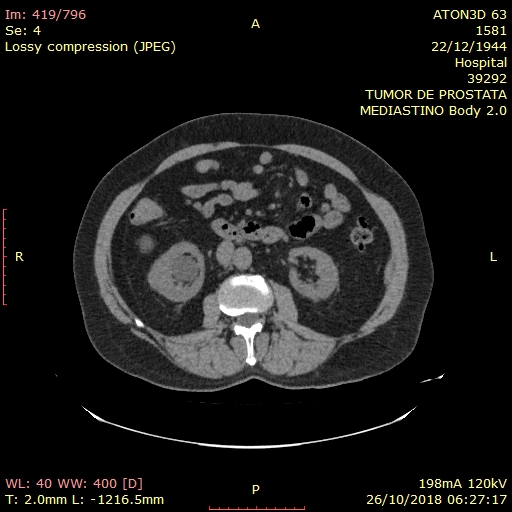 Im: 419/796
Se: 4
Lossy compression (JPEG)
A
ATON3D 63
1581
22/12/1944
Hospital
39292
TUMOR DE PROSTATA
MEDIASTINO Body 2.0
R
L
WL: 40 WW: 400 [D]
T: 2.0mm L: -1216.5mm
P
198mA 120kV
26/10/2018 06:27:17